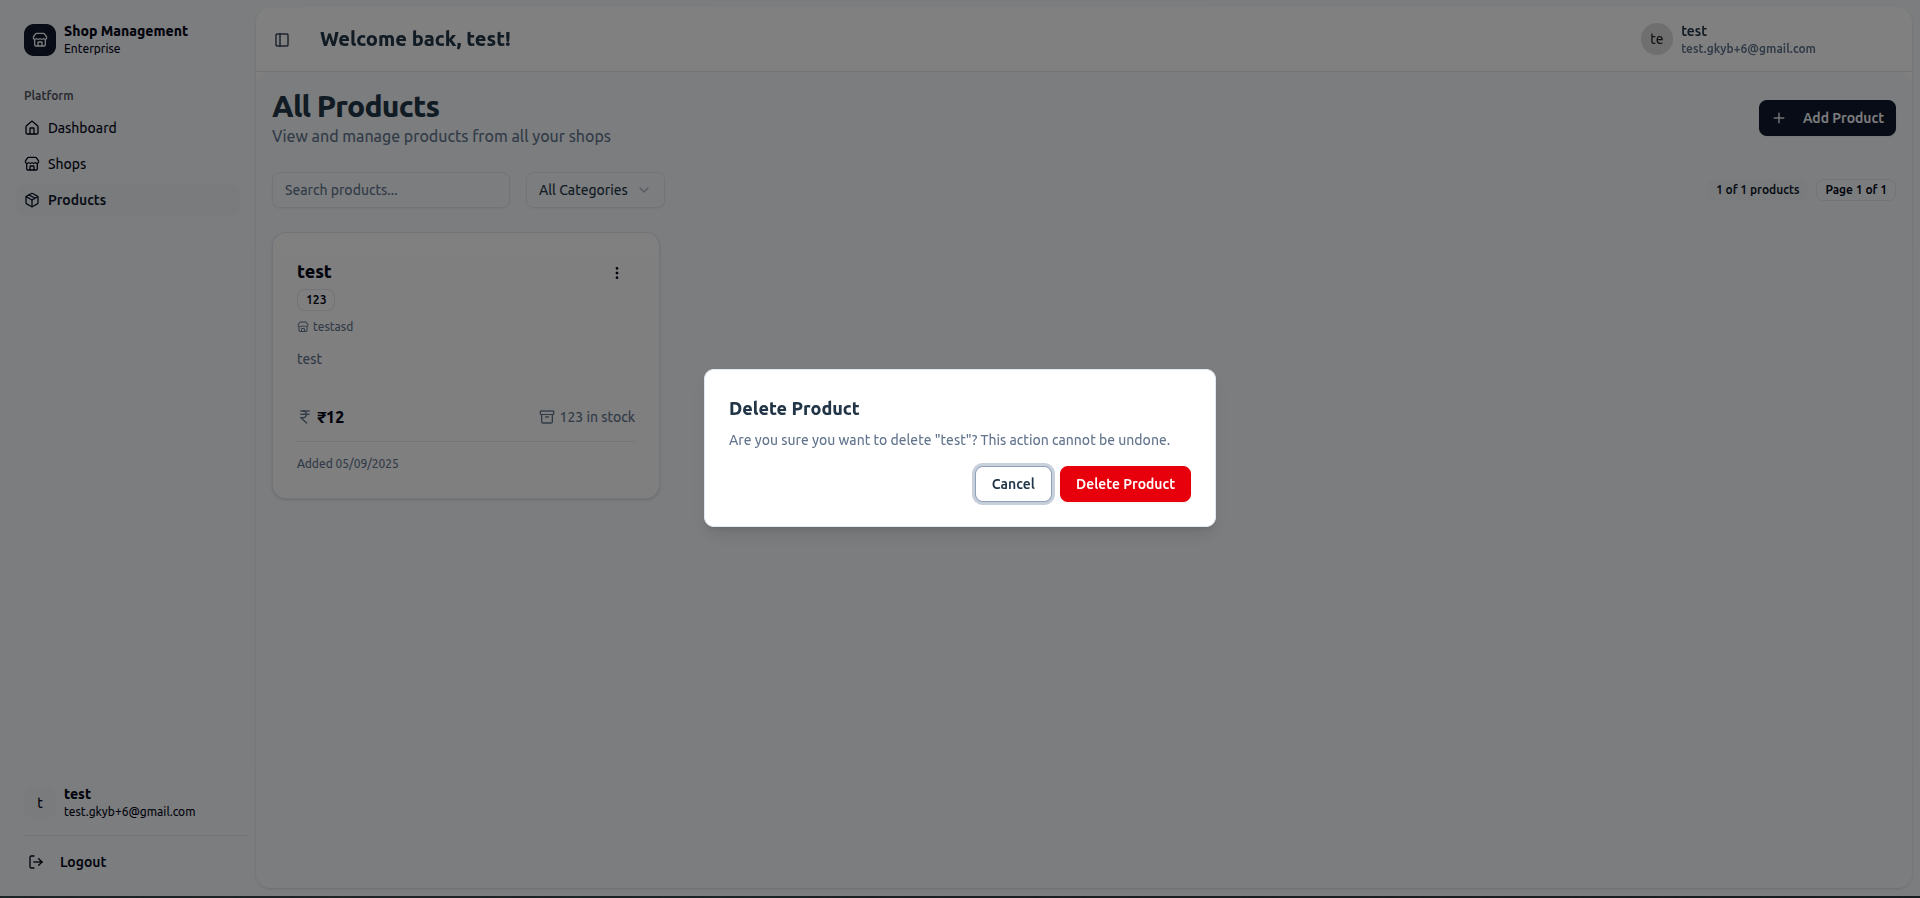 Shop Management
Enterprise
Platform
Dashboard
Shops
Products
test
test.gkyb+6@gmail.com
Logout
Welcome back, test!
te
test
test.gkyb+6@gmail.com
All Products
View and manage products from all your shops
Add Product
Search products...
All Categories
1 of 1 products
Page 1 of 1
test
123
testasd
test
₹ ₹12
123 in stock
Added 05/09/2025
Delete Product
Are you sure you want to delete "test"? This action cannot be undone.
Cancel
Delete Product
t